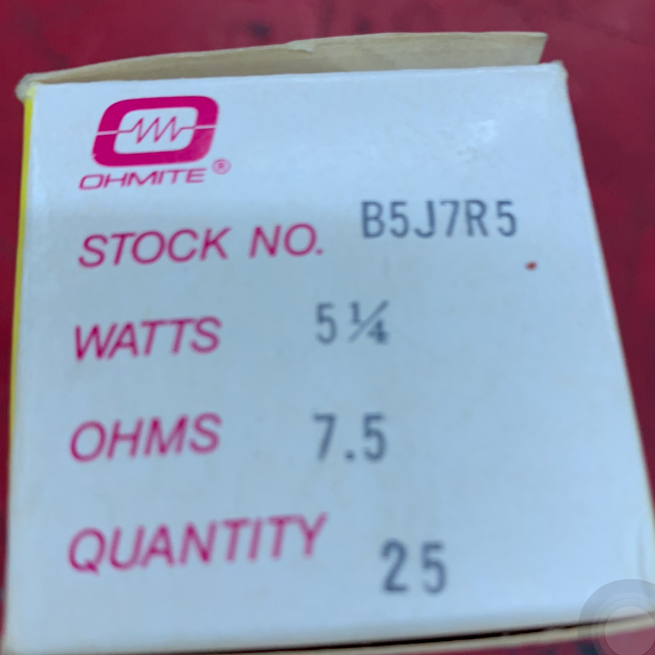 OHMITE®
STOCK NO. B5J7R5
WATTS 5¼
OHMS 7.5
QUANTITY 25